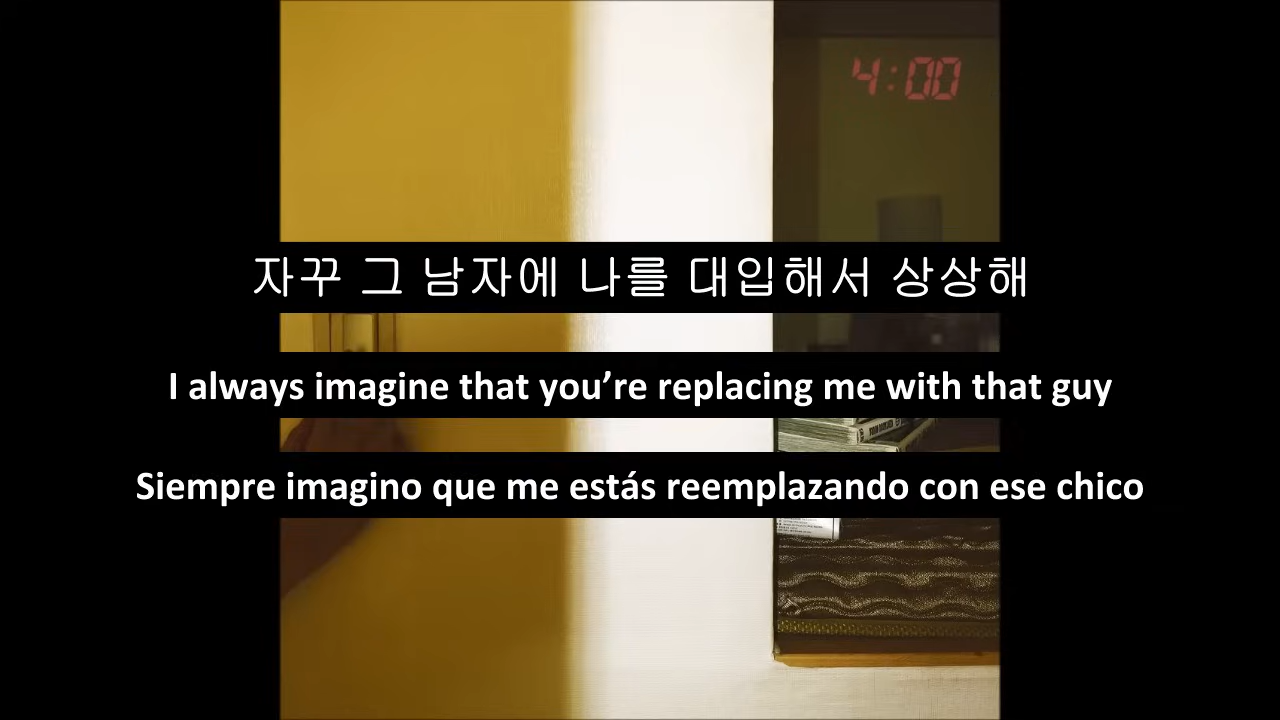 4:00
자꾸 그 남자에 나를 대입해서 상상해
I always imagine that you’re replacing me with that guy
Siempre imagino que me estás reemplazando con ese chico